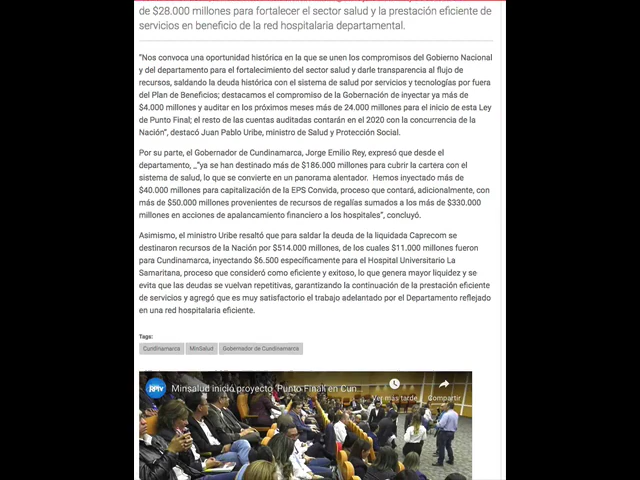 de $28.000 millones para fortalecer el sector salud y la prestación eficiente de
servicios en beneficio de la red hospitalaria departamental.
"Nos convoca una oportunidad histórica en la que se unen los compromisos del Gobierno Nacional
y del departamento para el fortalecimiento del sector salud y darle transparencia al flujo de
recursos, saldando la deuda histórica con el sistema de salud por servicios y tecnologías por fuera
del Plan de Beneficios; destacamos el compromiso de la Gobernación de inyectar ya más de
$4.000 millones y auditar en los próximos meses más de 24.000 millones para el inicio de esta Ley
de Punto Final; el resto de las cuentas auditadas contarán en el 2020 con la concurrencia de la
Nación", destacó Juan Pablo Uribe, ministro de Salud y Protección Social.
Por su parte, el Gobernador de Cundinamarca, Jorge Emilio Rey, expresó que desde el
departamento, _"ya se han destinado más de $186.000 millones para cubrir la cartera con el
sistema de salud, lo que se convierte en un panorama alentador.  Hemos inyectado más de
$40.000 millones para capitalización de la EPS Convida, proceso que contará, adicionalmente, con
más de $50.000 millones provenientes de recursos de regalías sumados a los más de $330.000
millones en acciones de apalancamiento financiero a los hospitales", concluyó.
Asimismo, el ministro Uribe resaltó que para saldar la deuda de la liquidada Caprecom se
destinaron recursos de la Nación por $514.000 millones, de los cuales $11.000 millones fueron
para Cundinamarca, inyectando $6.500 específicamente para el Hospital Universitario La
Samaritana, proceso que consideró como eficiente y exitoso, lo que genera mayor liquidez y se
evita que las deudas se vuelvan repetitivas, garantizando la continuación de la prestación eficiente
de servicios y agregó que es muy satisfactorio el trabajo adelantado por el Departamento reflejado
en una red hospitalaria eficiente.
Tags:
Cundinamarca MinSalud Gobernador de Cundioamarca
Minsalud inició proyecto 'Punto Final' en Cun...
Ver más tarde Compartir